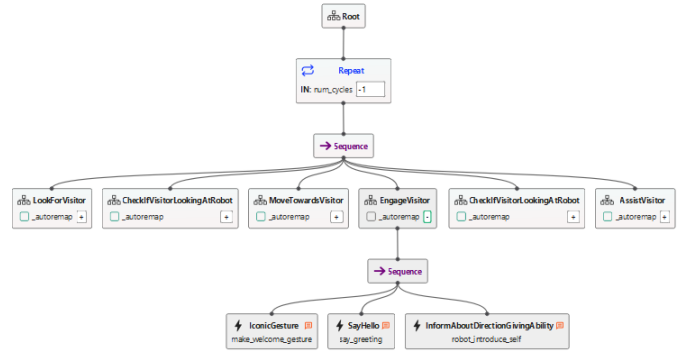 Root
Repeat
IN: num_cycles -1
Sequence
LookForVisitor
_autoremap +
CheckIfVisitorLookingAtRobot
_autoremap +
MoveTowardsVisitor
_autoremap +
EngageVisitor
_autoremap -
CheckIfVisitorLookingAtRobot
_autoremap +
AssistVisitor
_autoremap +
Sequence
IconicGesture
make_welcome_gesture
SayHello
say_greeting
InformAboutDirectionGivingAbility
robot_introduce_self